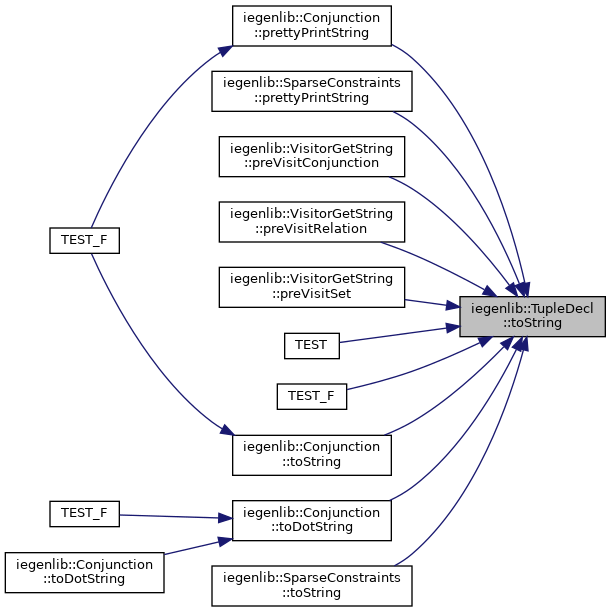 iegenlib::Conjunction
::prettyPrintString
iegenlib::SparseConstraints
::prettyPrintString
iegenlib::VisitorGetString
::preVisitConjunction
iegenlib::VisitorGetString
::preVisitRelation
TEST_F
iegenlib::VisitorGetString
::preVisitSet
iegenlib::TupleDecl
::toString
TEST
TEST_F
iegenlib::Conjunction
::toString
TEST_F
iegenlib::Conjunction
::toDotString
iegenlib::Conjunction
::toDotString
iegenlib::SparseConstraints
::toString